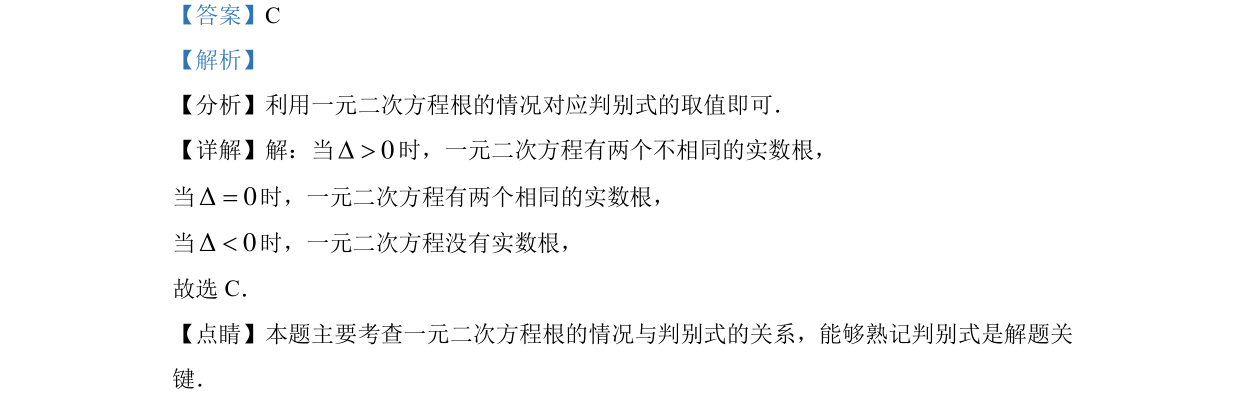 【答案】C
【解析】
【分析】利用一元二次方程根的情况对应判别式的取值即可．
【详解】解：当 Δ > 0 时，一元二次方程有两个不相同的实数根，
当 Δ = 0 时，一元二次方程有两个相同的实数根，
当 Δ < 0 时，一元二次方程没有实数根，
故选 C．
【点睛】本题主要考查一元二次方程根的情况与判别式的关系，能够熟记判别式是解题关
键．